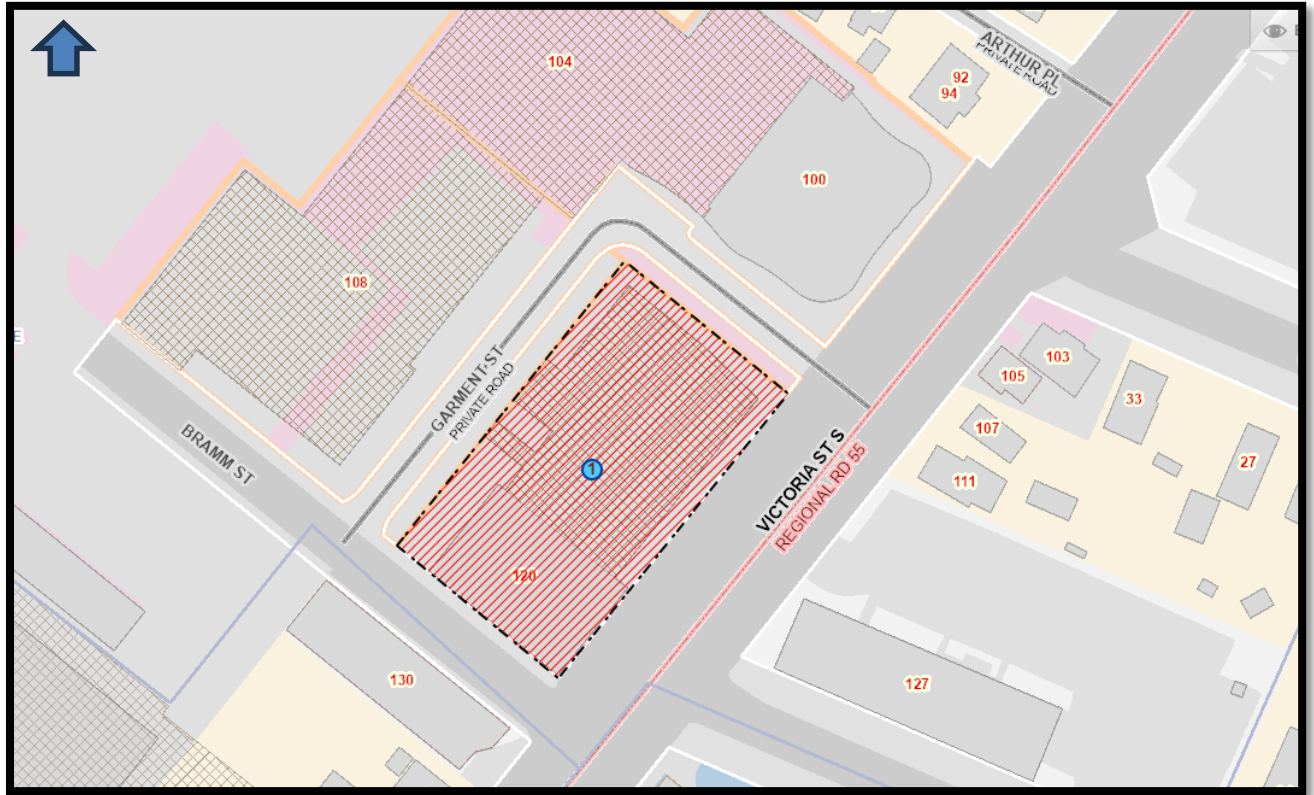 ARTHUR PL
PRIVATE ROAD
104
92
94
100
108
GARMENT ST
PRIVATE ROAD
BRAMM ST
VICTORIA ST S
REGIONAL RD 55
103
105
33
107
27
111
1
120
130
127
E